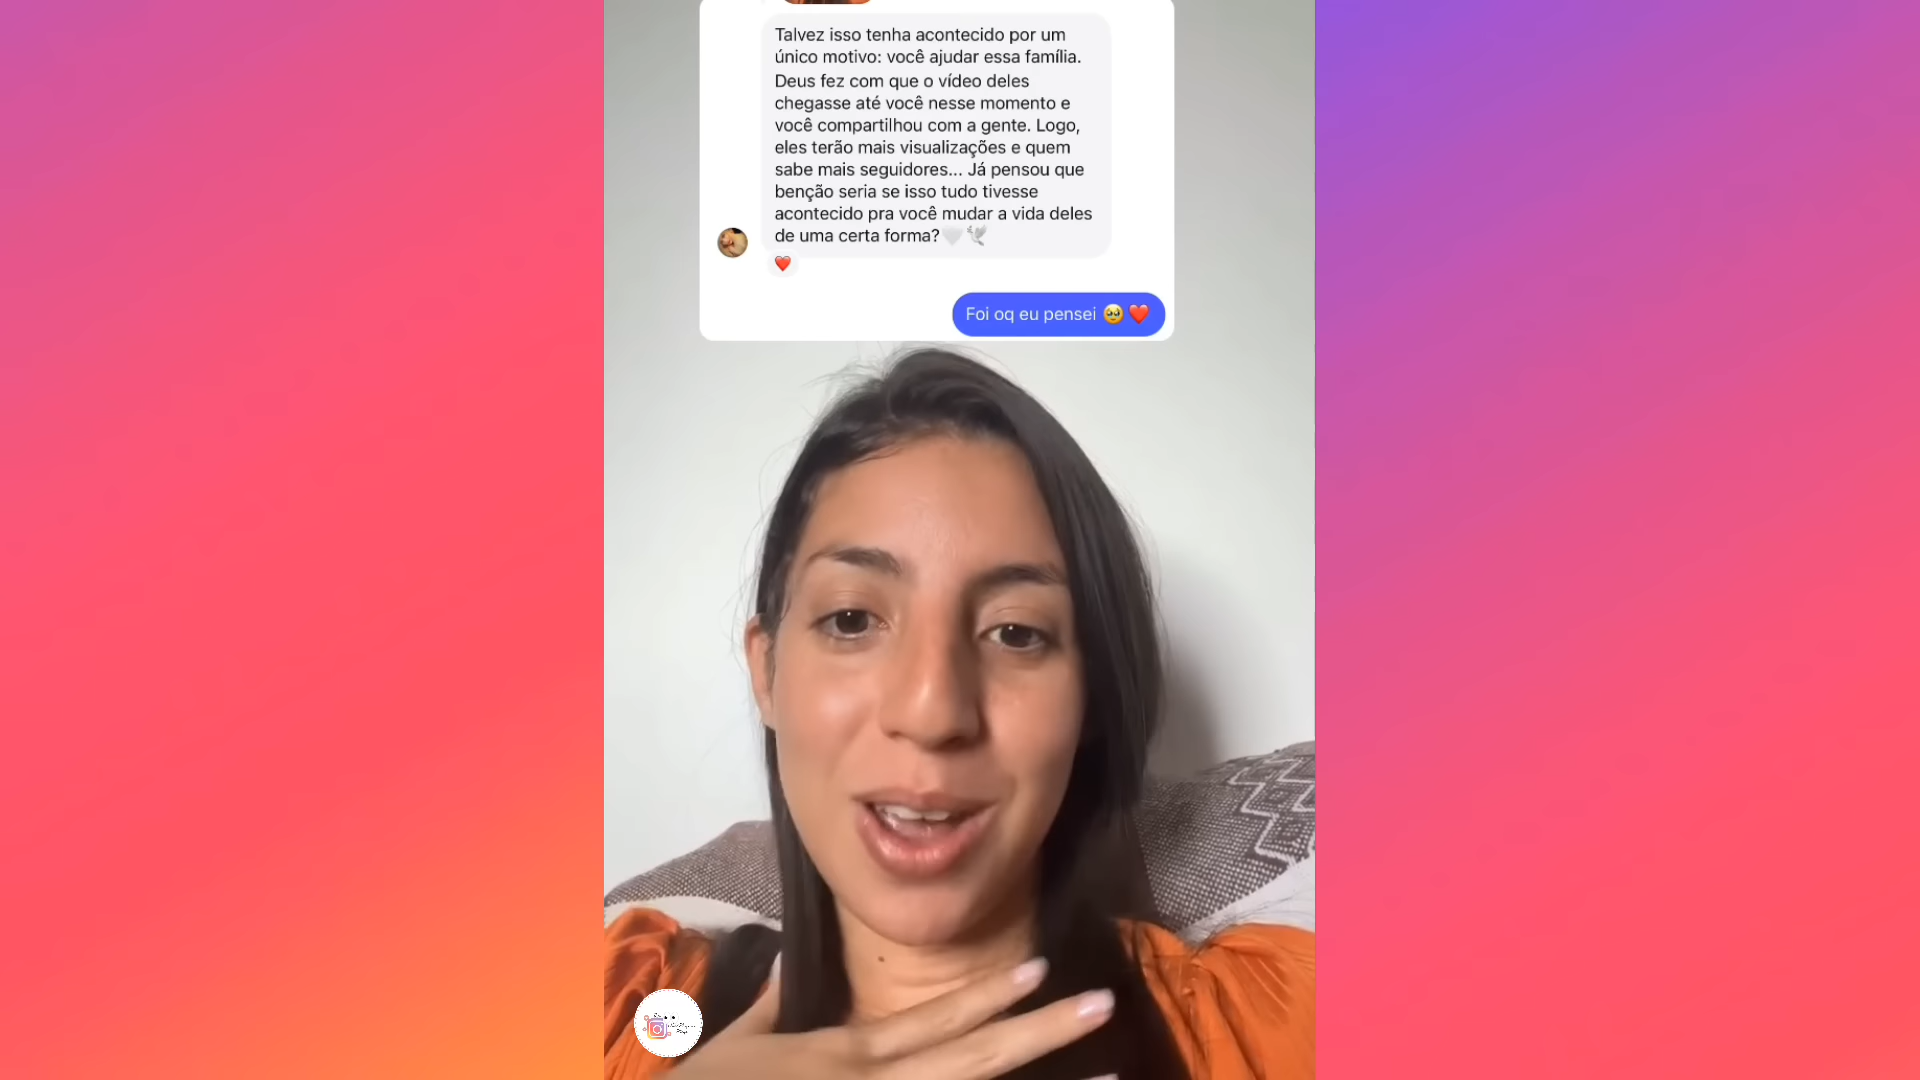 Talvez isso tenha acontecido por um
único motivo: você ajudar essa família.
Deus fez com que o vídeo deles
chegasse até você nesse momento e
você compartilhou com a gente. Logo,
eles terão mais visualizações e quem
sabe mais seguidores... Já pensou que
benção seria se isso tudo tivesse
acontecido pra você mudar a vida deles
de uma certa forma?🤍🕊️
❤️
Foi oq eu pensei 🥹❤️